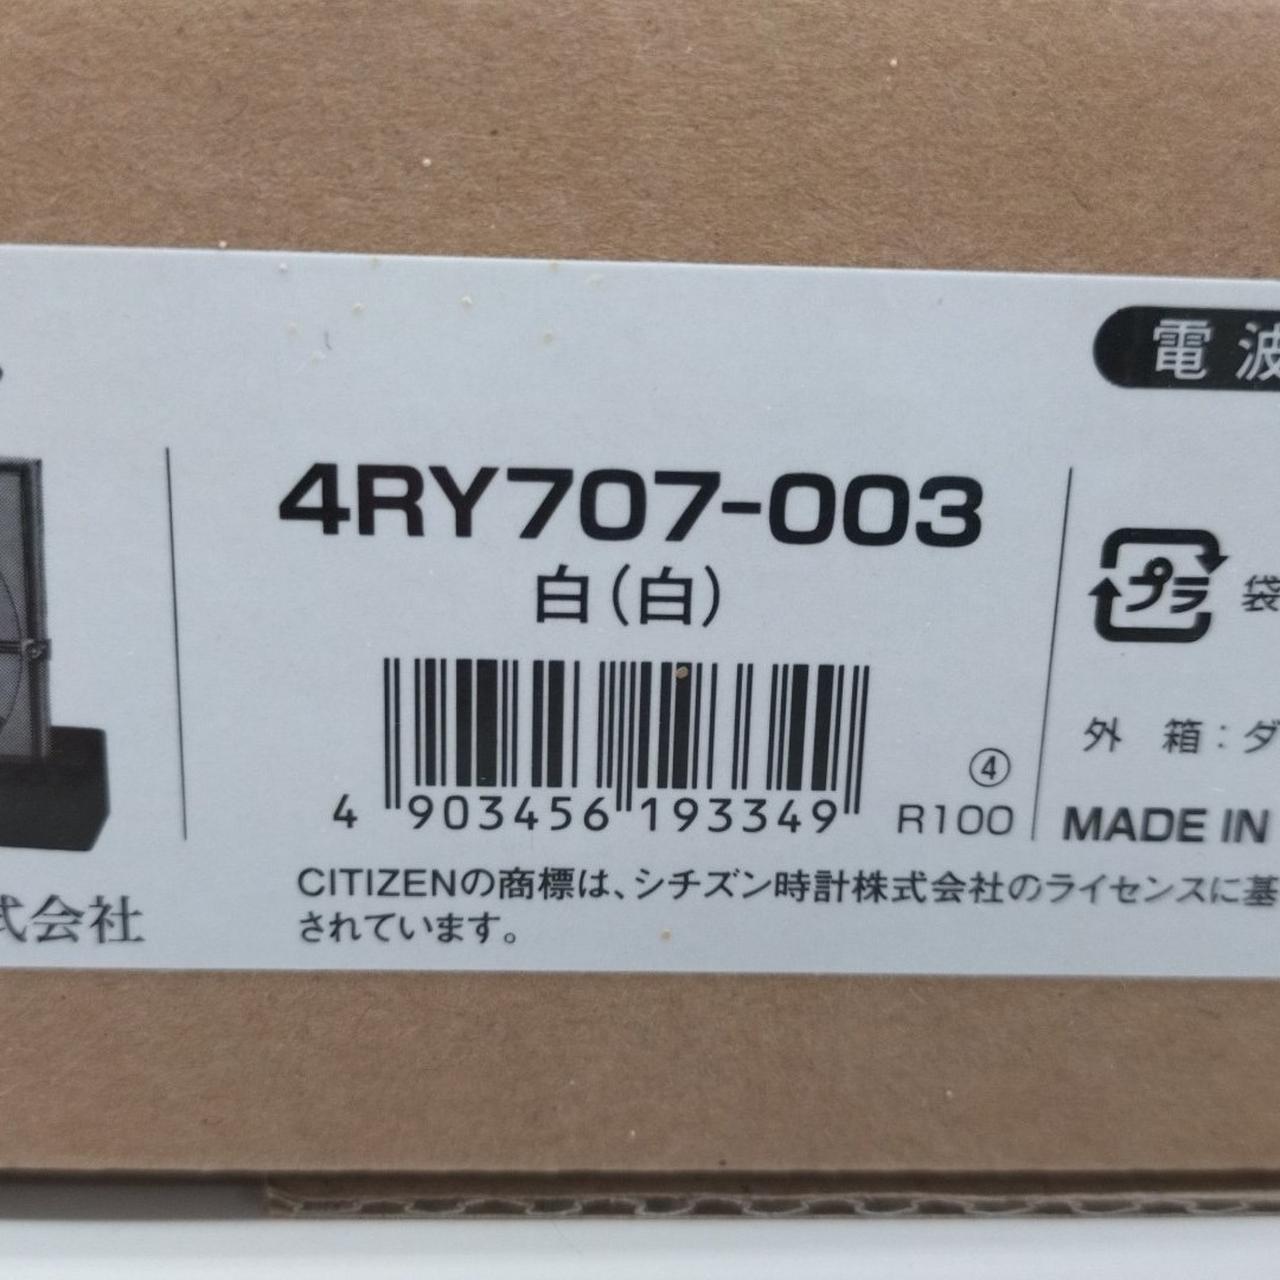 電波
4RY707-003
白(白)
プラ
袋
外 箱:ダ
④
4 903456 193349
R100
MADE IN
CITIZENの商標は、シチズン時計株式会社のライセンスに基
されています。
式会社